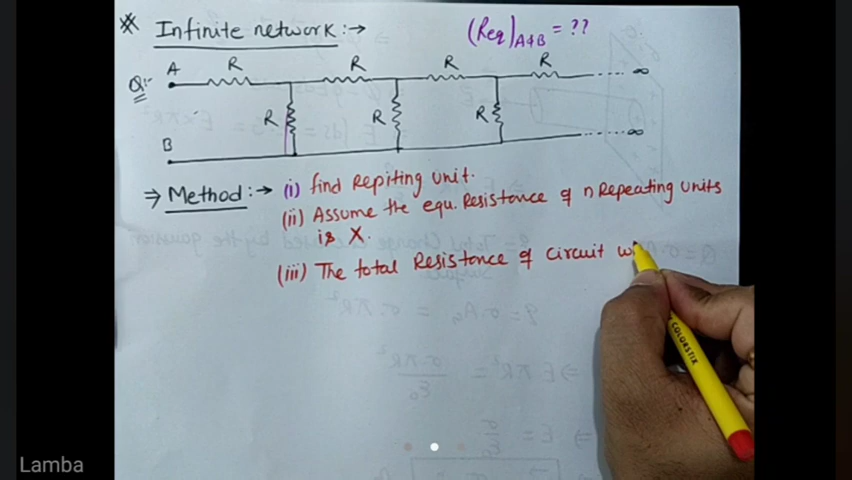 * Infinite network :→
(Req)A&B = ??
Q:-
A R R R R ∞
R R R
B ∞
⇒ Method :→ (i) find Repiting unit.
(ii) Assume the equ. Resistance of n Repeating units
is X.
(iii) The total Resistance of circuit w
COLORSTIX
Lamba